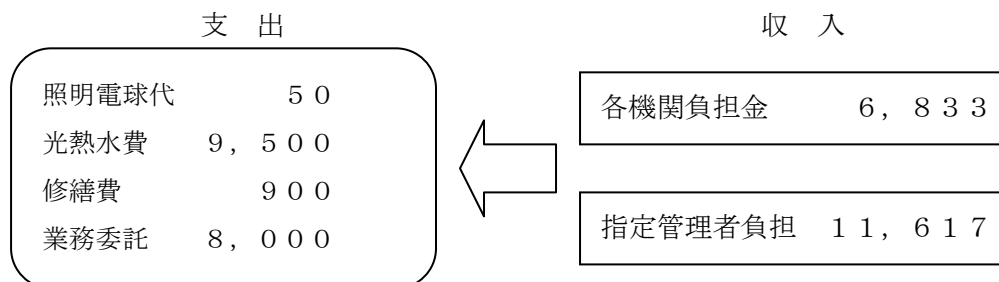 支 出
照明電球代 50
光熱水費 9,500
修繕費 900
業務委託 8,000
収 入
各機関負担金 6,833
指定管理者負担 11,617